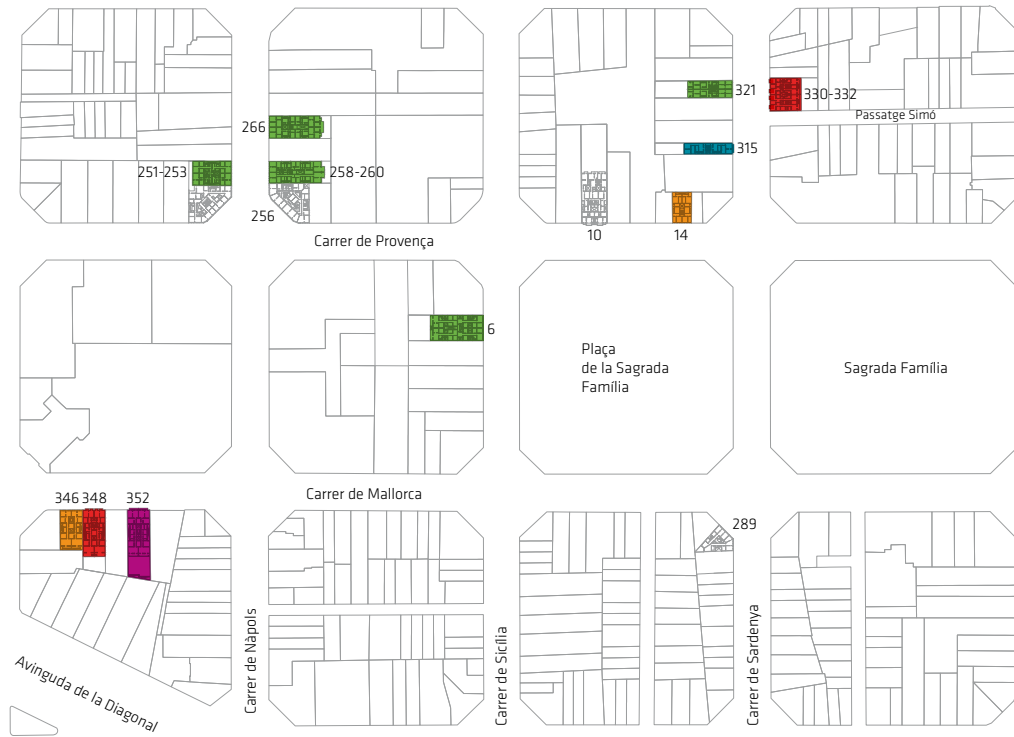 321
330-332
Passatge Simó
266
315
251-253
258-260
256
10
14
Carrer de Provença
6
Plaça
de la Sagrada
Família
Sagrada Família
Carrer de Mallorca
346
348
352
289
Carrer de Nàpols
Carrer de Sicília
Carrer de Sardenya
Avinguda de la Diagonal